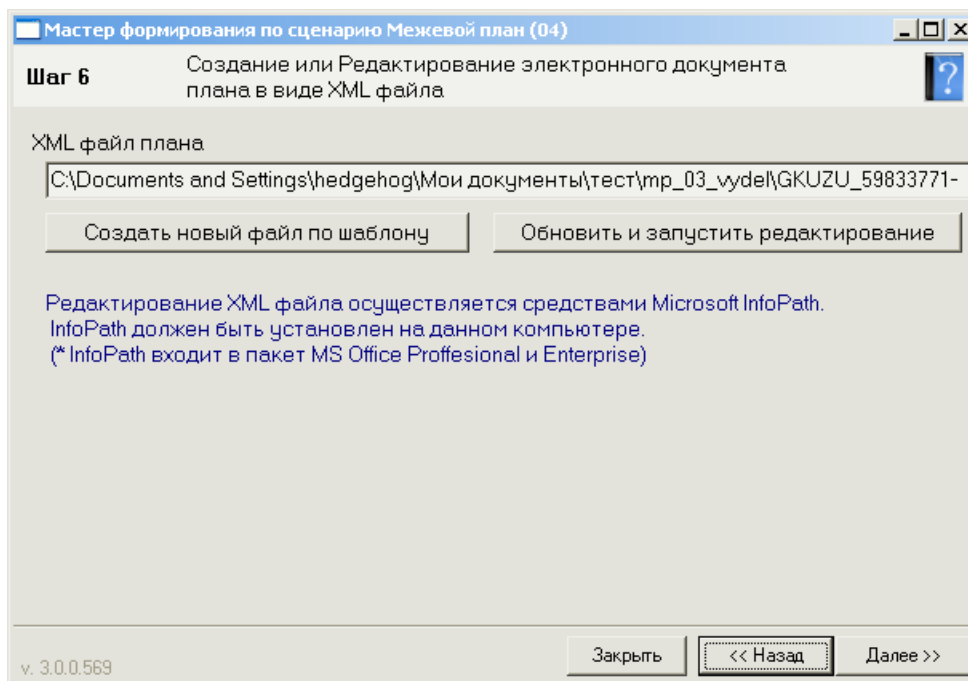 Мастер формирования по сценарию Межевой план (04)
Шаг 6
Создание или Редактирование электронного документа
плана в виде XML файла
XML файл плана
C:\Documents and Settings\hedgehog\Мои документы\тест\mp_03_vydel\GKUZU_59833771-
Создать новый файл по шаблону
Обновить и запустить редактирование
Редактирование XML файла осуществляется средствами Microsoft InfoPath.
InfoPath должен быть установлен на данном компьютере.
(* InfoPath входит в пакет MS Office Proffesional и Enterprise)
v. 3.0.0.569
Закрыть
<< Назад
Далее >>